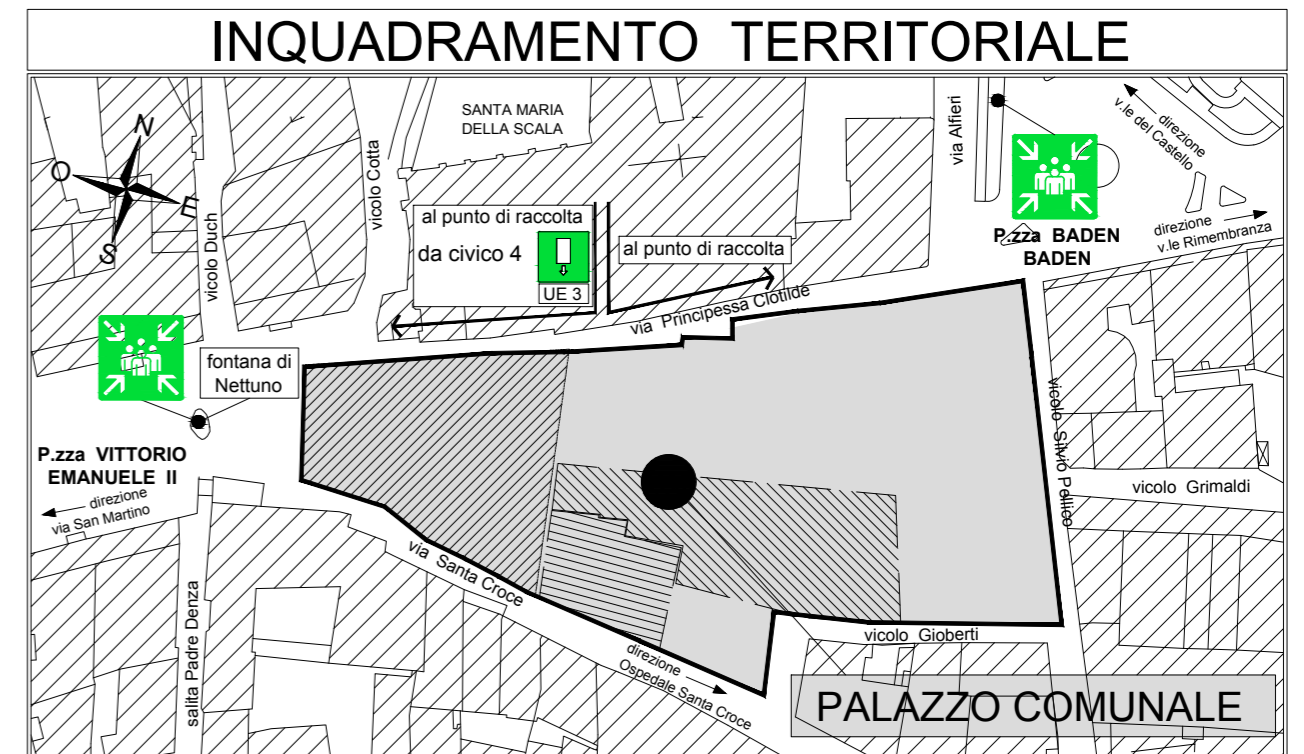 INQUADRAMENTO TERRITORIALE
SANTA MARIA
DELLA SCALA
via Alfieri
direzione
v.le del Castello
N
O
E
S
vicolo Duch
vicolo Cotta
al punto di raccolta
da civico 4
UE 3
al punto di raccolta
P.zza BADEN
BADEN
direzione
v.le Rimembranza
via Principessa Clotilde
fontana di
Nettuno
P.zza VITTORIO
EMANUELE II
direzione
via San Martino
vicolo Silvio Pellico
vicolo Grimaldi
via Santa Croce
salita Padre Denza
vicolo Gioberti
direzione
Ospedale Santa Croce
PALAZZO COMUNALE